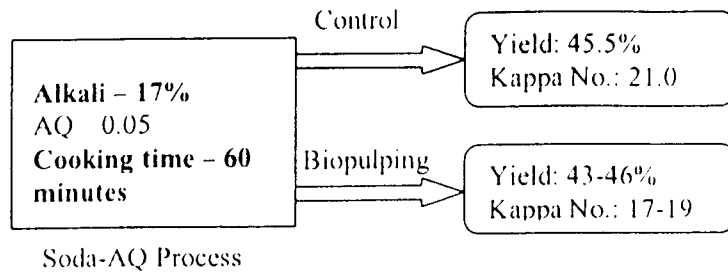 Control
Yield: 45.5%
Kappa No.: 21.0
Alkali – 17%
AQ 0.05
Cooking time – 60
minutes
Biopulping
Yield: 43-46%
Kappa No.: 17-19
Soda-AQ Process